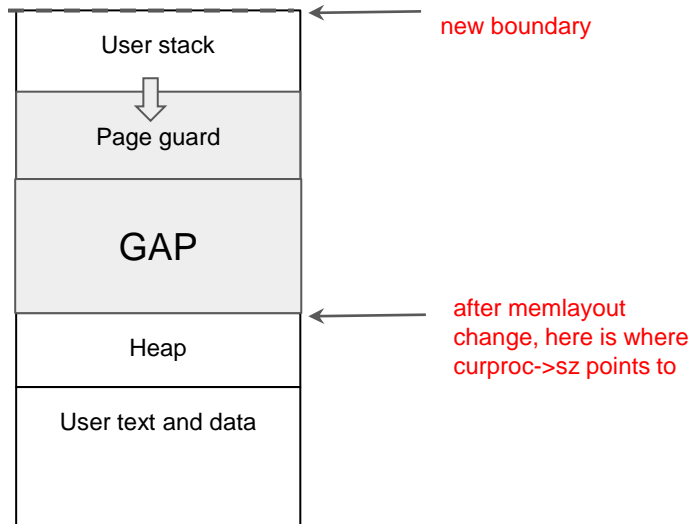 User stack
new boundary
Page guard
GAP
after memlayout
change, here is where
curproc->sz points to
Heap
User text and data